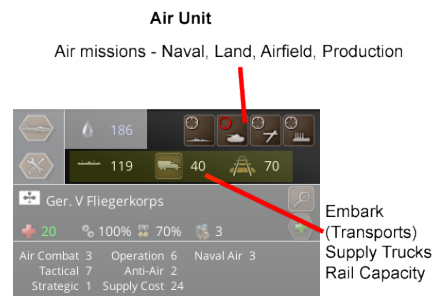 Air Unit
Air missions - Naval, Land, Airfield, Production
186
119 40 70
Ger. V Fliegerkorps
20 100% 70% 3
Air Combat 3 Operation 6 Naval Air 3
Tactical 7 Anti-Air 2
Strategic 1 Supply Cost 24
Embark
(Transports)
Supply Trucks
Rail Capacity